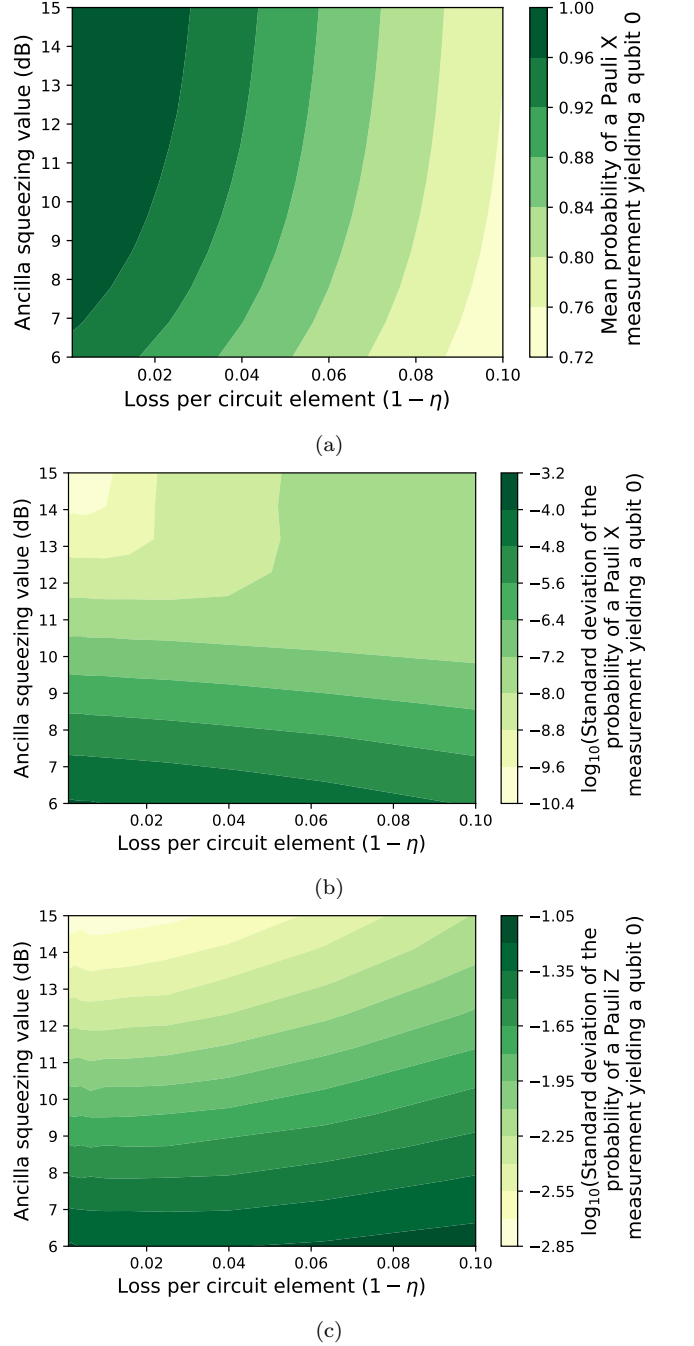 15
14
13
12
11
10
9
8
7
6
0.02 0.04 0.06 0.08 0.10
Ancilla squeezing value (dB)
Loss per circuit element (1 − η)
1.00
0.96
0.92
0.88
0.84
0.80
0.76
0.72
Mean probability of a Pauli X
measurement yielding a qubit 0
(a)
15
14
13
12
11
10
9
8
7
6
0.02 0.04 0.06 0.08 0.10
Ancilla squeezing value (dB)
Loss per circuit element (1 − η)
−3.2
−4.0
−4.8
−5.6
−6.4
−7.2
−8.0
−8.8
−9.6
−10.4
log₁₀(Standard deviation of the
probability of a Pauli X
measurement yielding a qubit 0)
(b)
15
14
13
12
11
10
9
8
7
6
0.02 0.04 0.06 0.08 0.10
Ancilla squeezing value (dB)
Loss per circuit element (1 − η)
−1.05
−1.35
−1.65
−1.95
−2.25
−2.55
−2.85
log₁₀(Standard deviation of the
probability of a Pauli Z
measurement yielding a qubit 0)
(c)